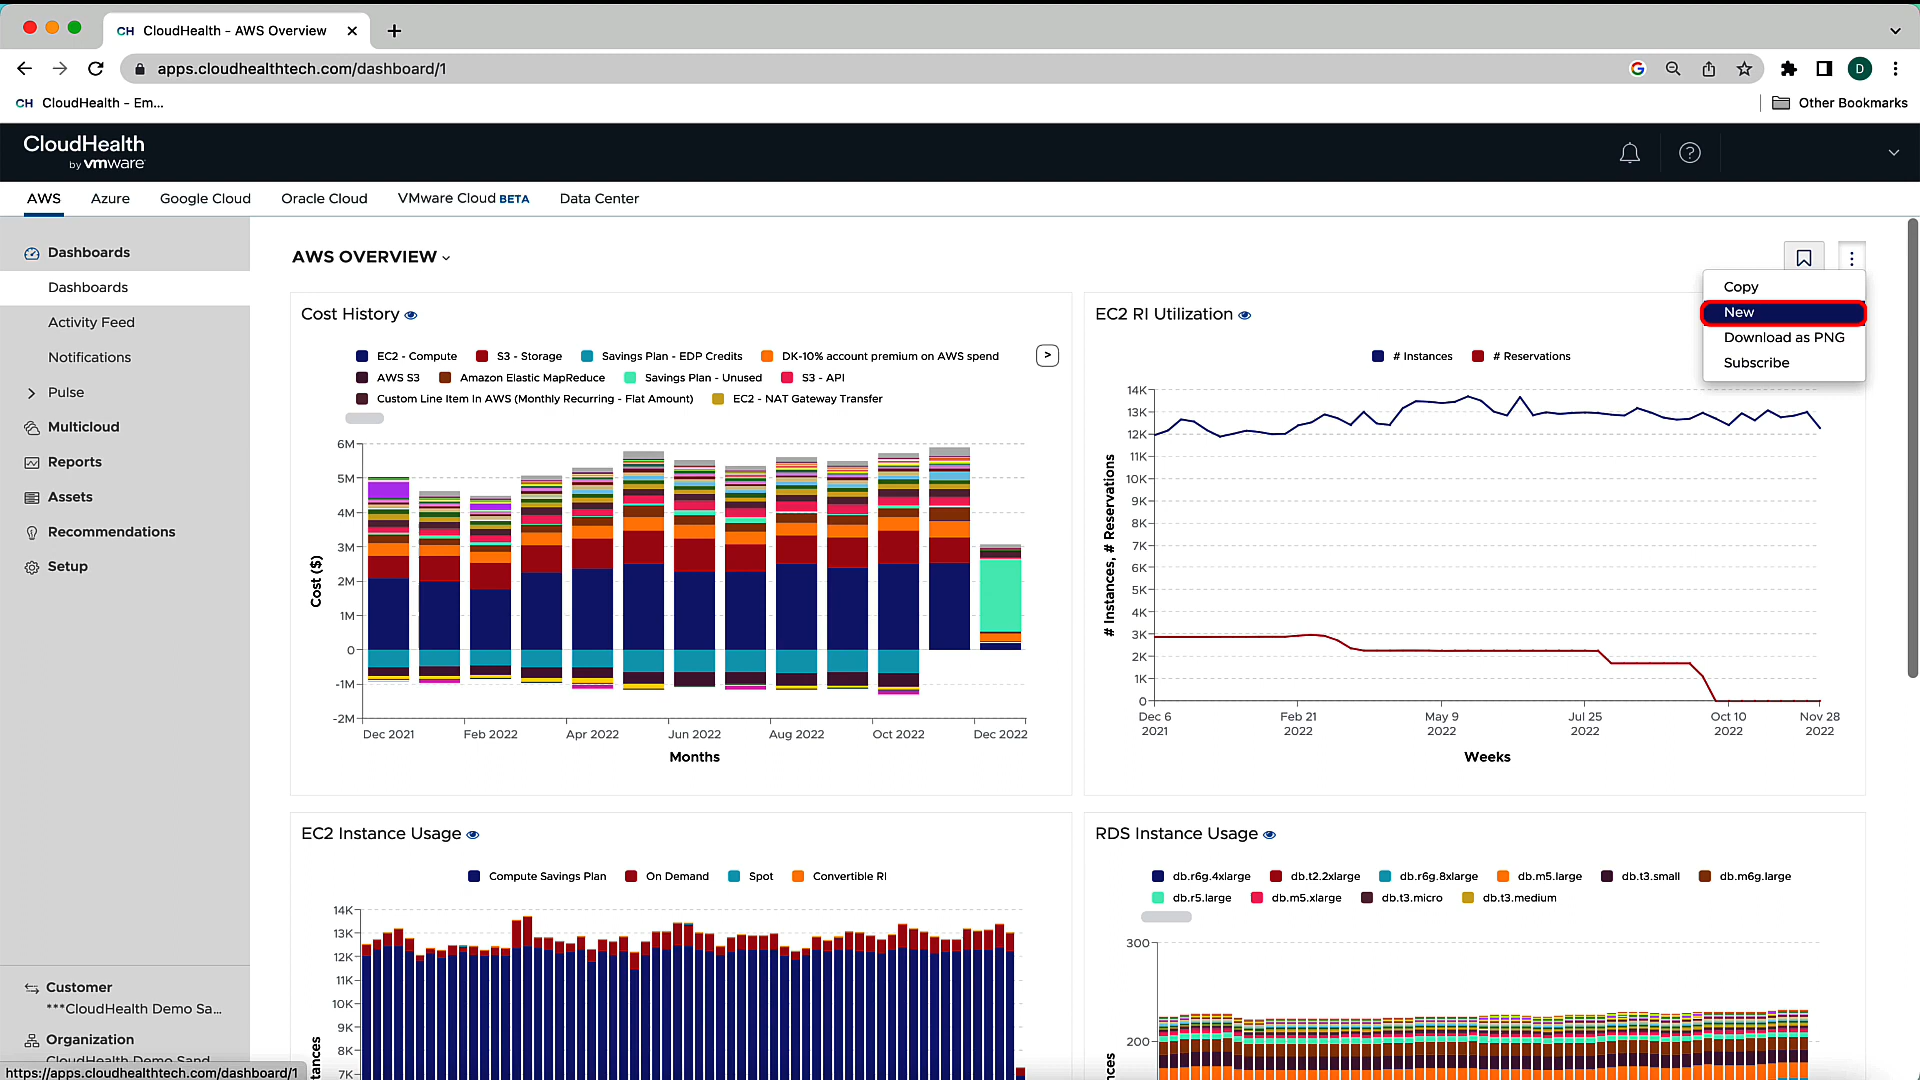 CH CloudHealth - AWS Overview
apps.cloudhealthtech.com/dashboard/1
D
CH CloudHealth - Em...
Other Bookmarks
CloudHealth
by vmware
AWS Azure Google Cloud Oracle Cloud VMware Cloud BETA Data Center
Dashboards
Dashboards
Activity Feed
Notifications
Pulse
Multicloud
Reports
Assets
Recommendations
Setup
Customer
***CloudHealth Demo Sa...
Organization
CloudHealth Demo Sand
https://apps.cloudhealthtech.com/dashboard/1
AWS OVERVIEW
Copy
New
Download as PNG
Subscribe
Cost History
EC2 - Compute S3 - Storage Savings Plan - EDP Credits DK-10% account premium on AWS spend
AWS S3 Amazon Elastic MapReduce Savings Plan - Unused S3 - API
Custom Line Item In AWS (Monthly Recurring - Flat Amount) EC2 - NAT Gateway Transfer
6M
5M
4M
3M
2M
1M
0
-1M
-2M
Cost ($)
Dec 2021 Feb 2022 Apr 2022 Jun 2022 Aug 2022 Oct 2022 Dec 2022
Months
EC2 RI Utilization
# Instances # Reservations
14K
13K
12K
11K
10K
9K
8K
7K
6K
5K
4K
3K
2K
1K
0
# Instances, # Reservations
Dec 6 Feb 21 May 9 Jul 25 Oct 10 Nov 28
2021 2022 2022 2022 2022 2022
Weeks
EC2 Instance Usage
Compute Savings Plan On Demand Spot Convertible RI
14K
13K
12K
11K
10K
9K
8K
7K
tances
RDS Instance Usage
db.r6g.4xlarge db.t2.2xlarge db.r6g.8xlarge db.m5.large db.t3.small db.m6g.large
db.r5.large db.m5.xlarge db.t3.micro db.t3.medium
300
200
nces